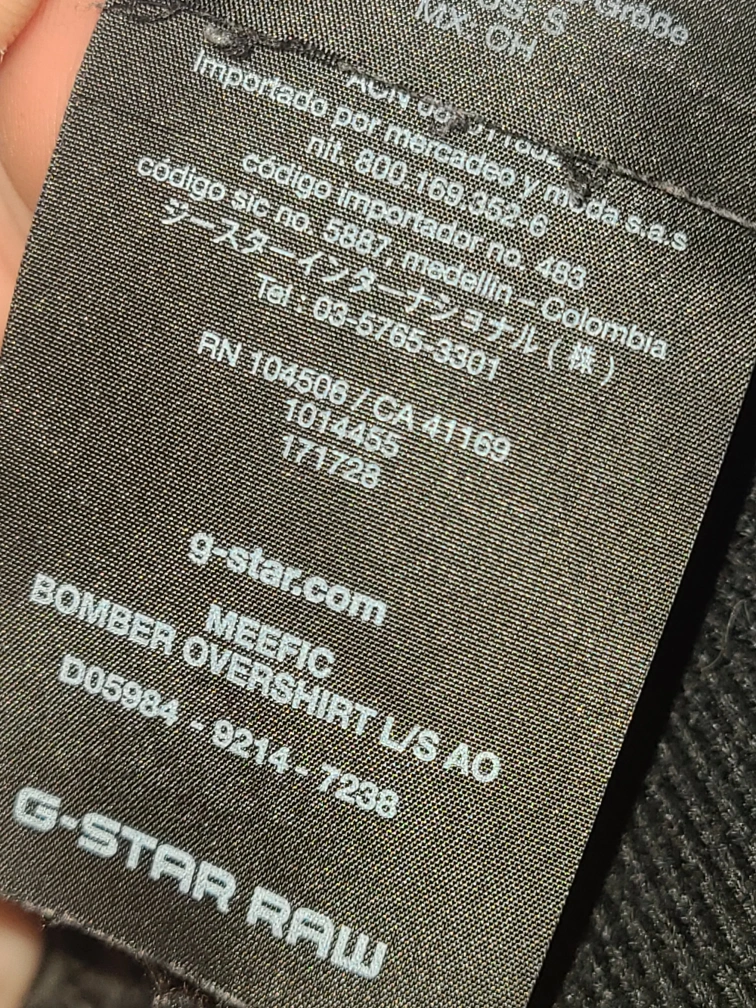 US: S
MX: CH
Importado por mercadeo y moda s.a.s
nit. 800.169.352-6
código importador no. 483
código sic no. 5887, medellin - Colombia
ジースターインターナショナル(株)
Tel : 03-5765-3301
RN 104506 / CA 41169
1014455
171728
g-star.com
MEEFIC
BOMBER OVERSHIRT L/S AO
D05984 - 9214 - 7238
G-STAR RAW